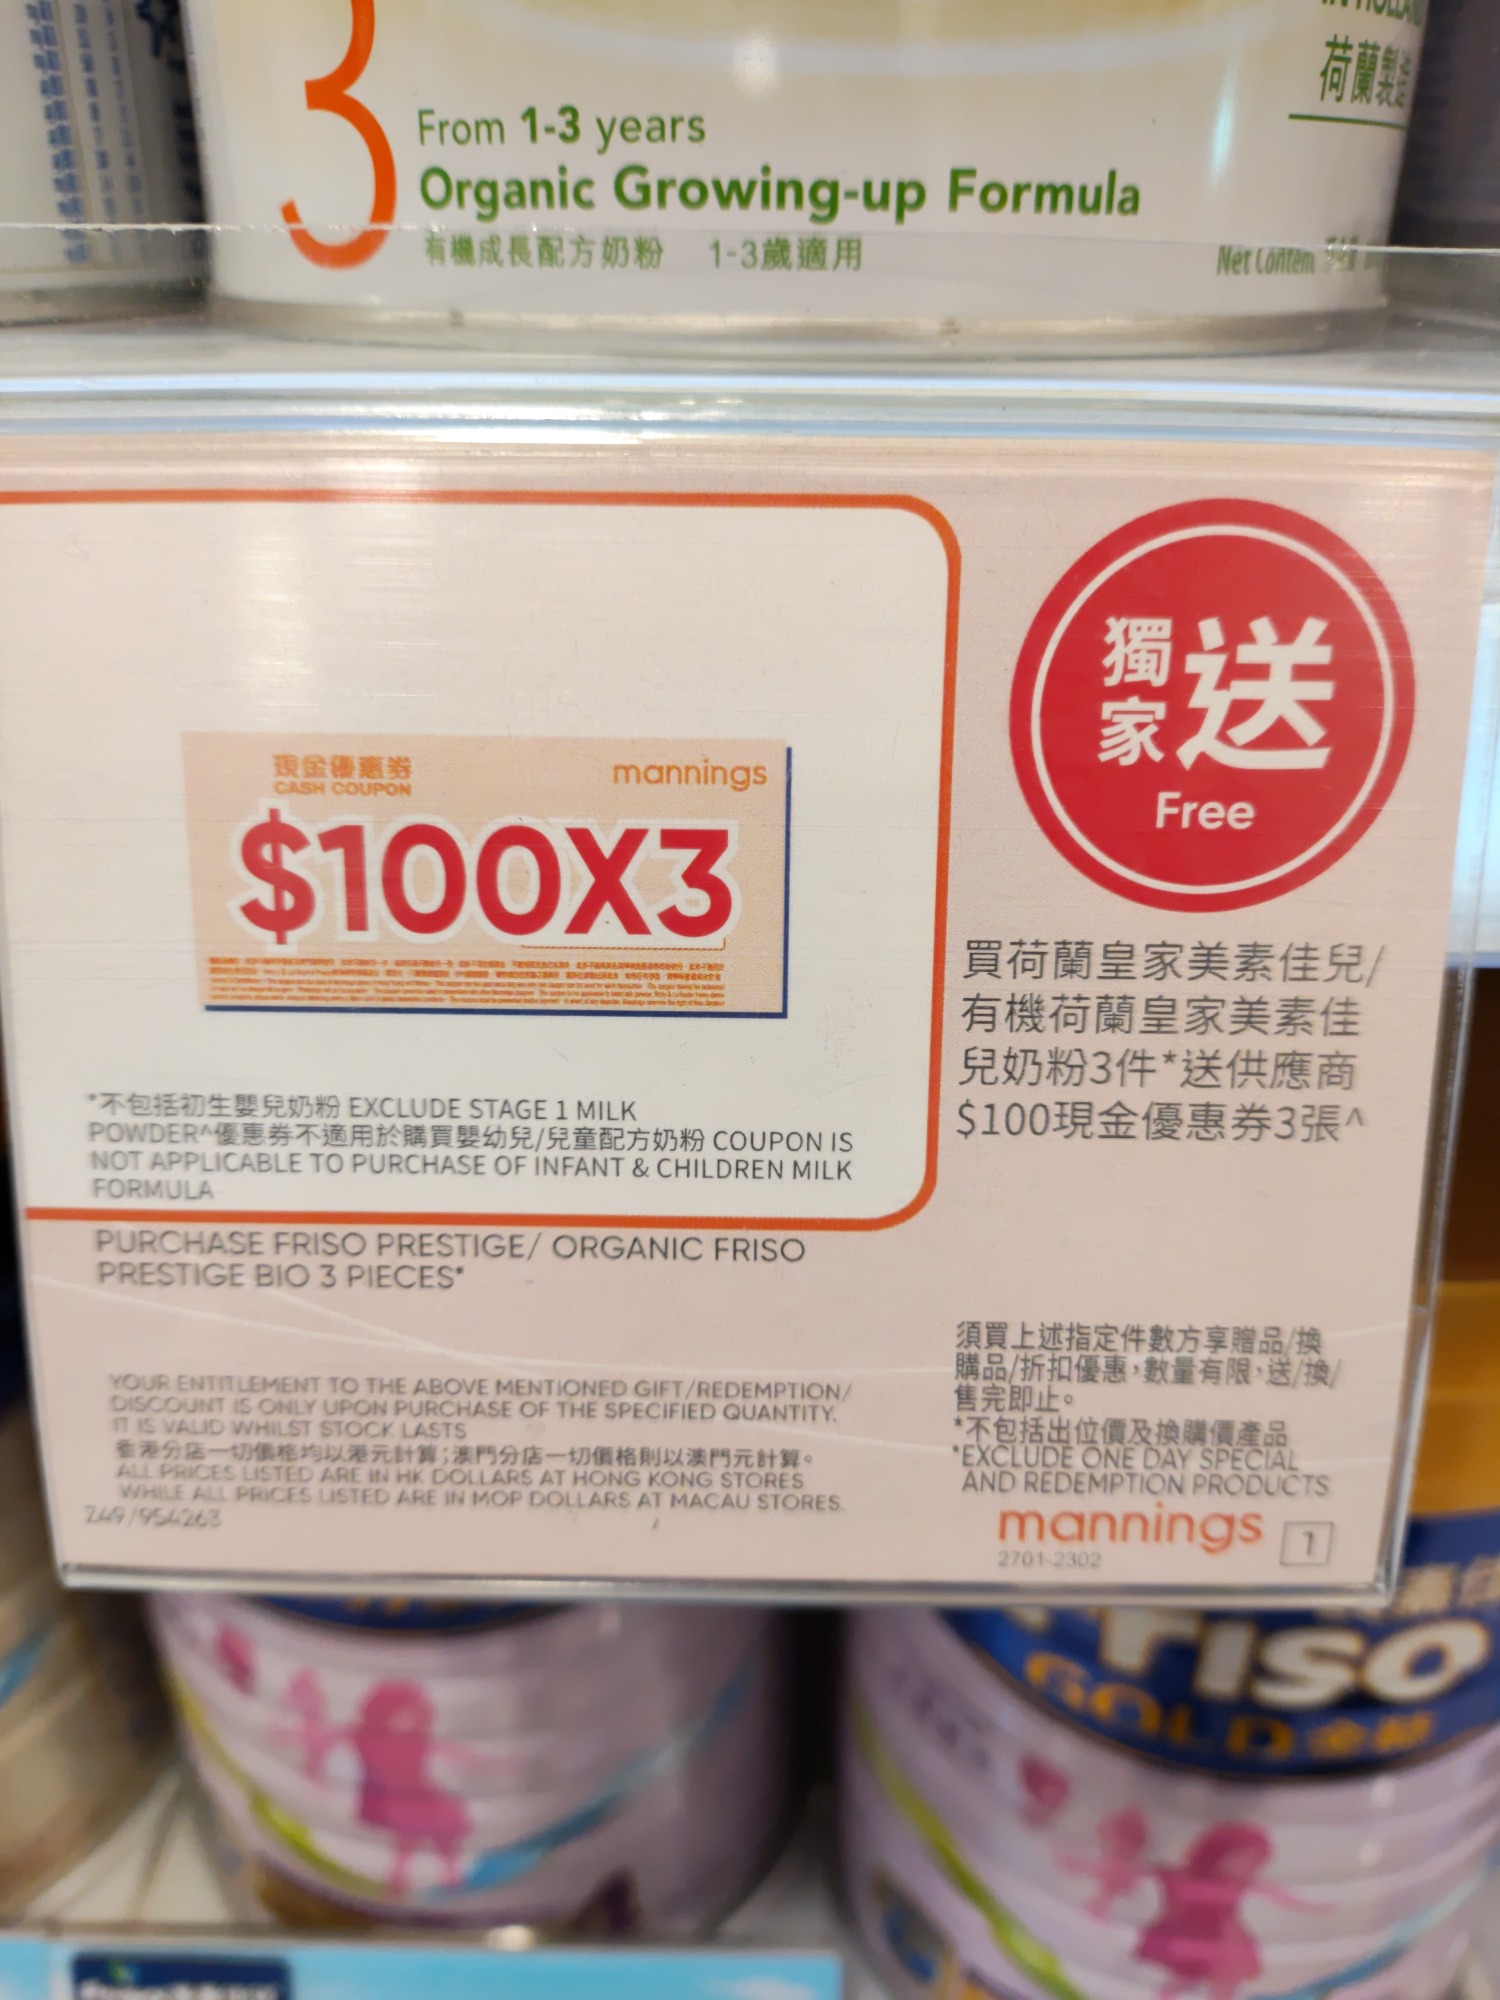 3
From 1-3 years
荷蘭製造
Organic Growing-up Formula
有機成長配方奶粉 1-3歲適用
Net Content
獨家送
Free
現金優惠券
CASH COUPON
mannings
$100X3
買荷蘭皇家美素佳兒/
有機荷蘭皇家美素佳
兒奶粉3件*送供應商
$100現金優惠券3張^
*不包括初生嬰兒奶粉 EXCLUDE STAGE 1 MILK
POWDER^優惠券不適用於購買嬰幼兒/兒童配方奶粉 COUPON IS
NOT APPLICABLE TO PURCHASE OF INFANT & CHILDREN MILK
FORMULA
PURCHASE FRISO PRESTIGE/ ORGANIC FRISO
PRESTIGE BIO 3 PIECES*
YOUR ENTITLEMENT TO THE ABOVE MENTIONED GIFT/REDEMPTION/
DISCOUNT IS ONLY UPON PURCHASE OF THE SPECIFIED QUANTITY.
IT IS VALID WHILST STOCK LASTS
香港分店一切價格均以港元計算;澳門分店一切價格則以澳門元計算。
ALL PRICES LISTED ARE IN HK DOLLARS AT HONG KONG STORES
WHILE ALL PRICES LISTED ARE IN MOP DOLLARS AT MACAU STORES.
Z49/954263
須買上述指定件數方享贈品/換
購品/折扣優惠,數量有限,送/換/
售完即止。
*不包括出位價及換購價產品
*EXCLUDE ONE DAY SPECIAL
AND REDEMPTION PRODUCTS
mannings 1
2701-2302
GOLD